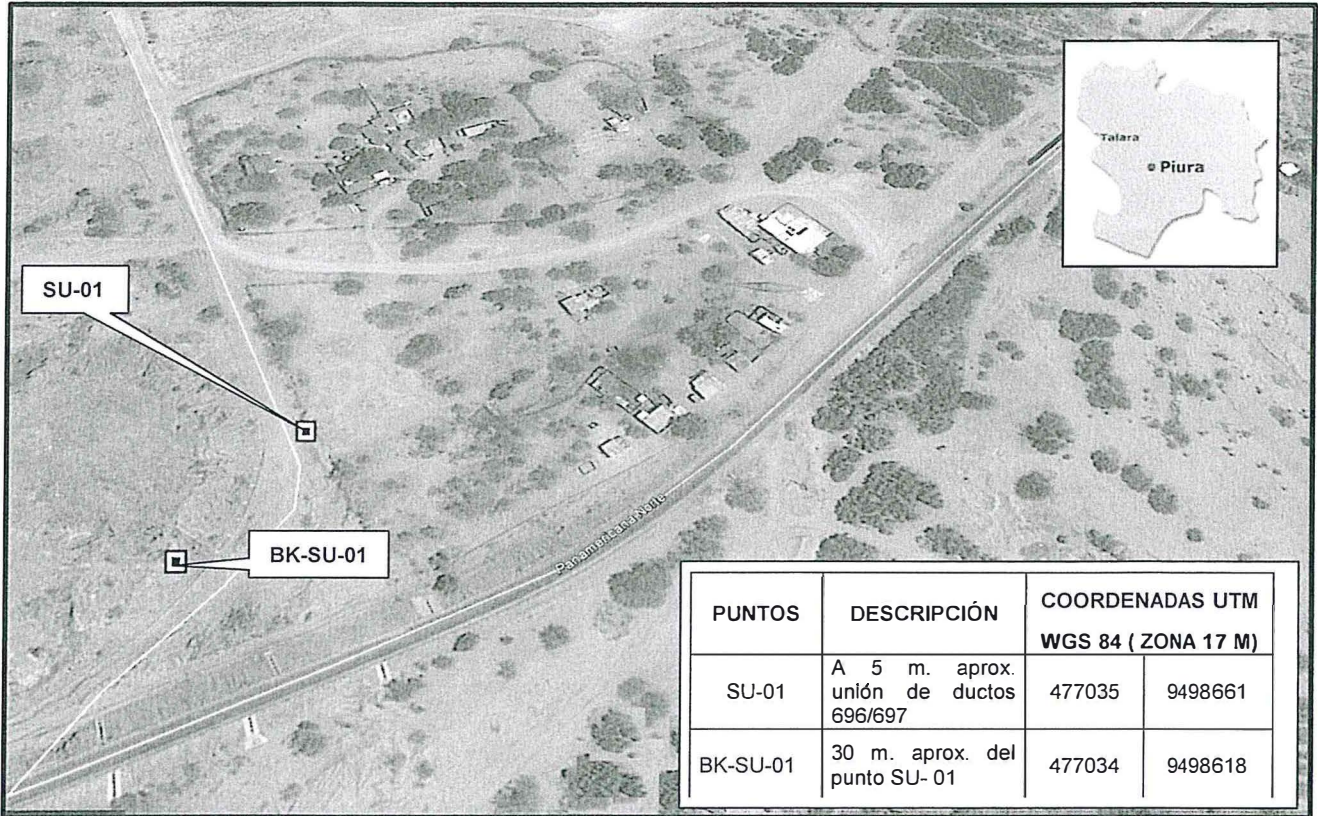 Talara
Piura
SU-01
BK-SU-01
Panamericana Norte
PUNTOS DESCRIPCIÓN COORDENADAS UTM
WGS 84 ( ZONA 17 M)
SU-01 A 5 m. aprox. 477035 9498661
unión de ductos
696/697
BK-SU-01 30 m. aprox. del 477034 9498618
punto SU- 01